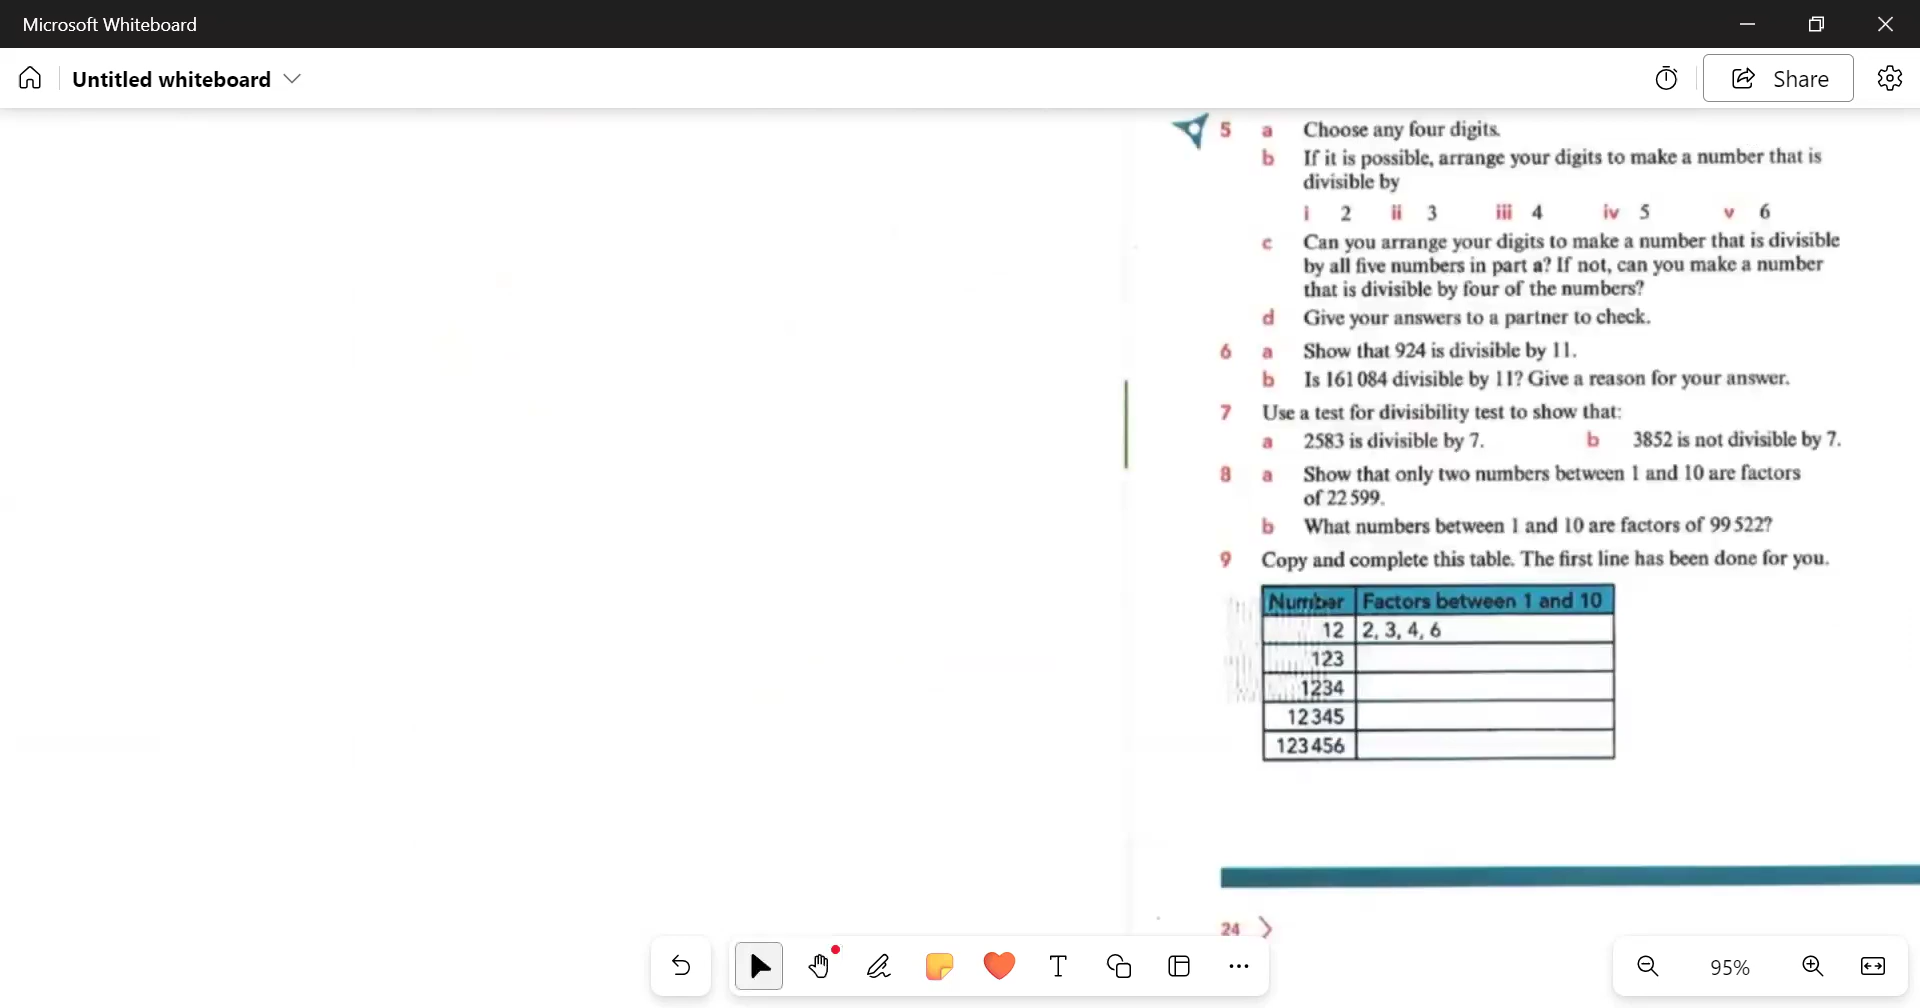 Microsoft Whiteboard
Untitled whiteboard
Share
5 a Choose any four digits.
b If it is possible, arrange your digits to make a number that is
divisible by
i 2 ii 3 iii 4 iv 5 v 6
c Can you arrange your digits to make a number that is divisible
by all five numbers in part a? If not, can you make a number
that is divisible by four of the numbers?
d Give your answers to a partner to check.
6 a Show that 924 is divisible by 11.
b Is 161 084 divisible by 11? Give a reason for your answer.
7 Use a test for divisibility test to show that:
a 2583 is divisible by 7. b 3852 is not divisible by 7.
8 a Show that only two numbers between 1 and 10 are factors
of 22 599.
b What numbers between 1 and 10 are factors of 99 522?
9 Copy and complete this table. The first line has been done for you.
Number Factors between 1 and 10
12 2, 3, 4, 6
123
1234
12 345
123 456
24
T
95%